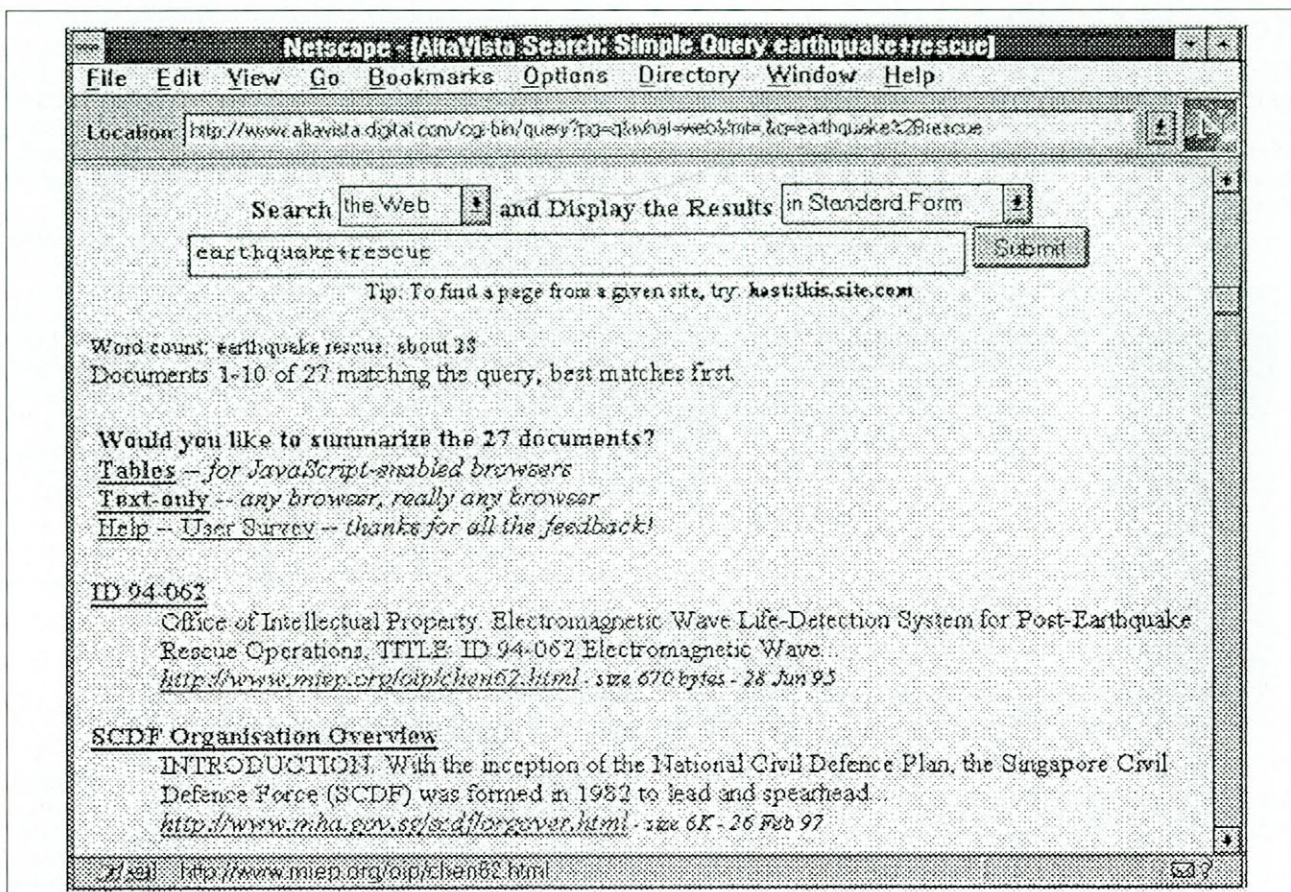 Netscape - [AltaVista Search: Simple Query earthquake+rescue]
File Edit View Go Bookmarks Options Directory Window Help
Location: http://www.altavista.digital.com/cgi-bin/query?pg=q&what=web&fmt=.&q=earthquake%2Brescue
Search the Web and Display the Results in Standard Form
earthquake+rescue Submit
Tip: To find a page from a given site, try: host:this.site.com
Word count: earthquake rescue: about 38
Documents 1-10 of 27 matching the query, best matches first.
Would you like to summarize the 27 documents?
Tables -- for JavaScript-enabled browsers
Text-only -- any browser, really any browser
Help -- User Survey -- thanks for all the feedback!
ID 94-062
Office of Intellectual Property. Electromagnetic Wave Life-Detection System for Post-Earthquake
Rescue Operations. TITLE: ID 94-062 Electromagnetic Wave...
http://www.miep.org/oip/chen62.html - size 670 bytes - 28 Jun 95
SCDF Organisation Overview
INTRODUCTION. With the inception of the National Civil Defence Plan, the Singapore Civil
Defence Force (SCDF) was formed in 1982 to lead and spearhead...
http://www.mha.gov.sg/scdf/orgover.html - size 6K - 26 Feb 97
http://www.miep.org/oip/chen62.html